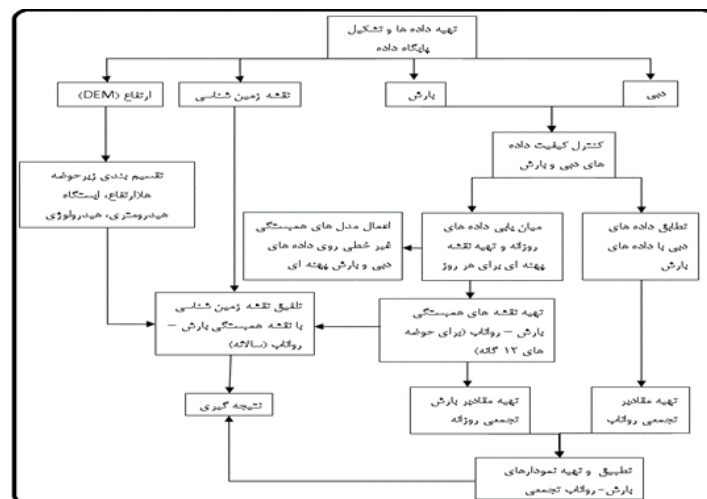 تهیه داده ها و تشکیل
پایگاه داده
دبی
بارش
نقشه زمین شناسی
ارتفاع (DEM)
کنترل کیفیت داده
های دبی و بارش
تقسیم بندی زیرحوضه
هلاارتفاع، ایستگاه
هیدرومتری، هیدرولوژی
تطابق داده های
دبی با داده های
بارش
میان یابی داده های
روزانه و تهیه نقشه
پهنه ای برای هر روز
اعمال مدل های همبستگی
غیر خطی روی داده های
دبی و بارش پهنه ای
تهیه نقشه های همبستگی
بارش – رواناب (برای حوضه
های ۱۲ گانه)
تلفیق نقشه زمین شناسی
با نقشه همبستگی بارش –
رواناب (سالانه)
تهیه مقادیر
تجمعی رواناب
تهیه مقادیر بارش
تجمعی روزانه
نتیجه گیری
تطبیق و تهیه نمودارهای
بارش-رواناب تجمعی